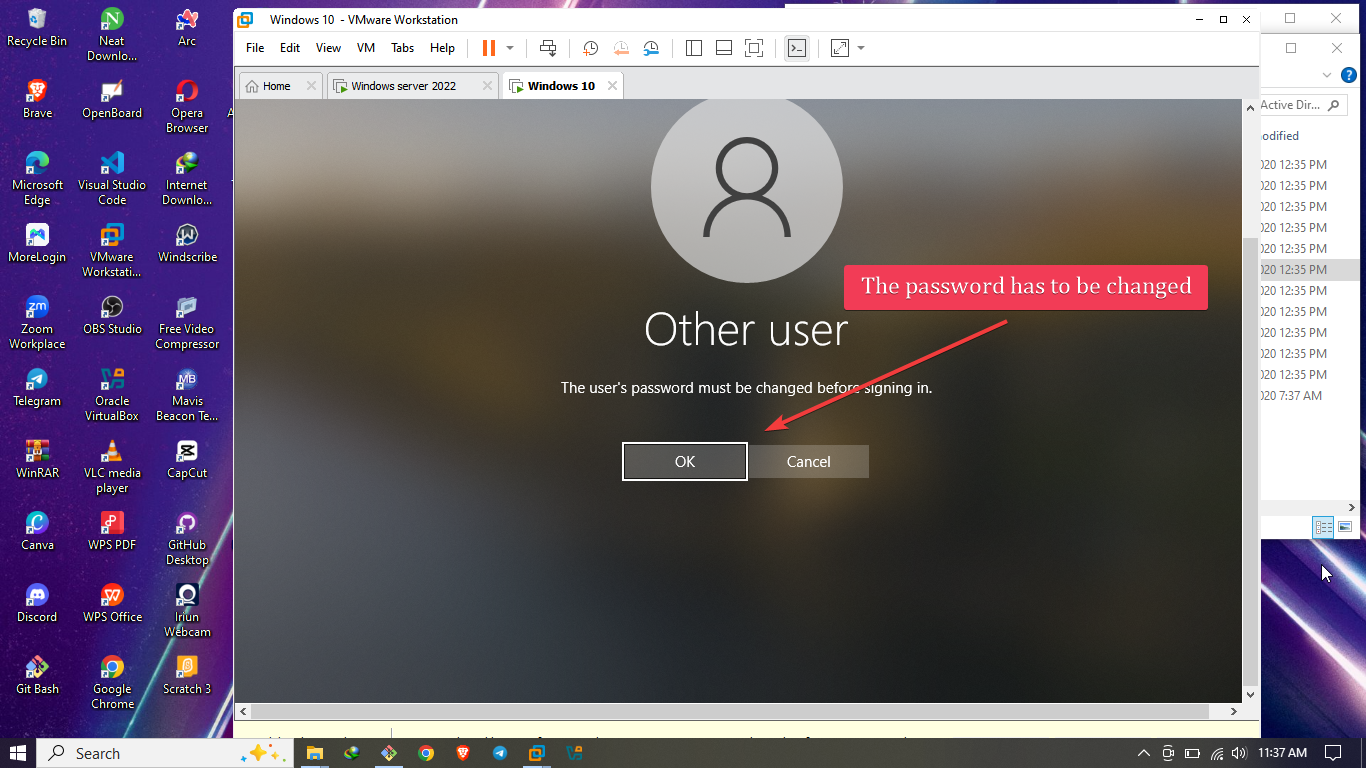 Windows 10 - VMware Workstation
File Edit View VM Tabs Help
Home
Windows server 2022
Windows 10
The password has to be changed
Other user
The user's password must be changed before signing in.
OK
Cancel
Recycle Bin
Neat
Downlo...
Arc
Brave
OpenBoard
Opera
Browser
Microsoft
Edge
Visual Studio
Code
Internet
Downlo...
MoreLogin
VMware
Workstati...
Windscribe
Zoom
Workplace
OBS Studio
Free Video
Compressor
Telegram
Oracle
VirtualBox
Mavis
Beacon Te...
WinRAR
VLC media
player
CapCut
Canva
WPS PDF
GitHub
Desktop
Discord
WPS Office
Iriun
Webcam
Git Bash
Google
Chrome
Scratch 3
Active Dir...
odified
020 12:35 PM
020 12:35 PM
020 12:35 PM
020 12:35 PM
020 12:35 PM
020 12:35 PM
020 12:35 PM
020 12:35 PM
020 12:35 PM
020 12:35 PM
020 12:35 PM
020 7:37 AM
Search
11:37 AM